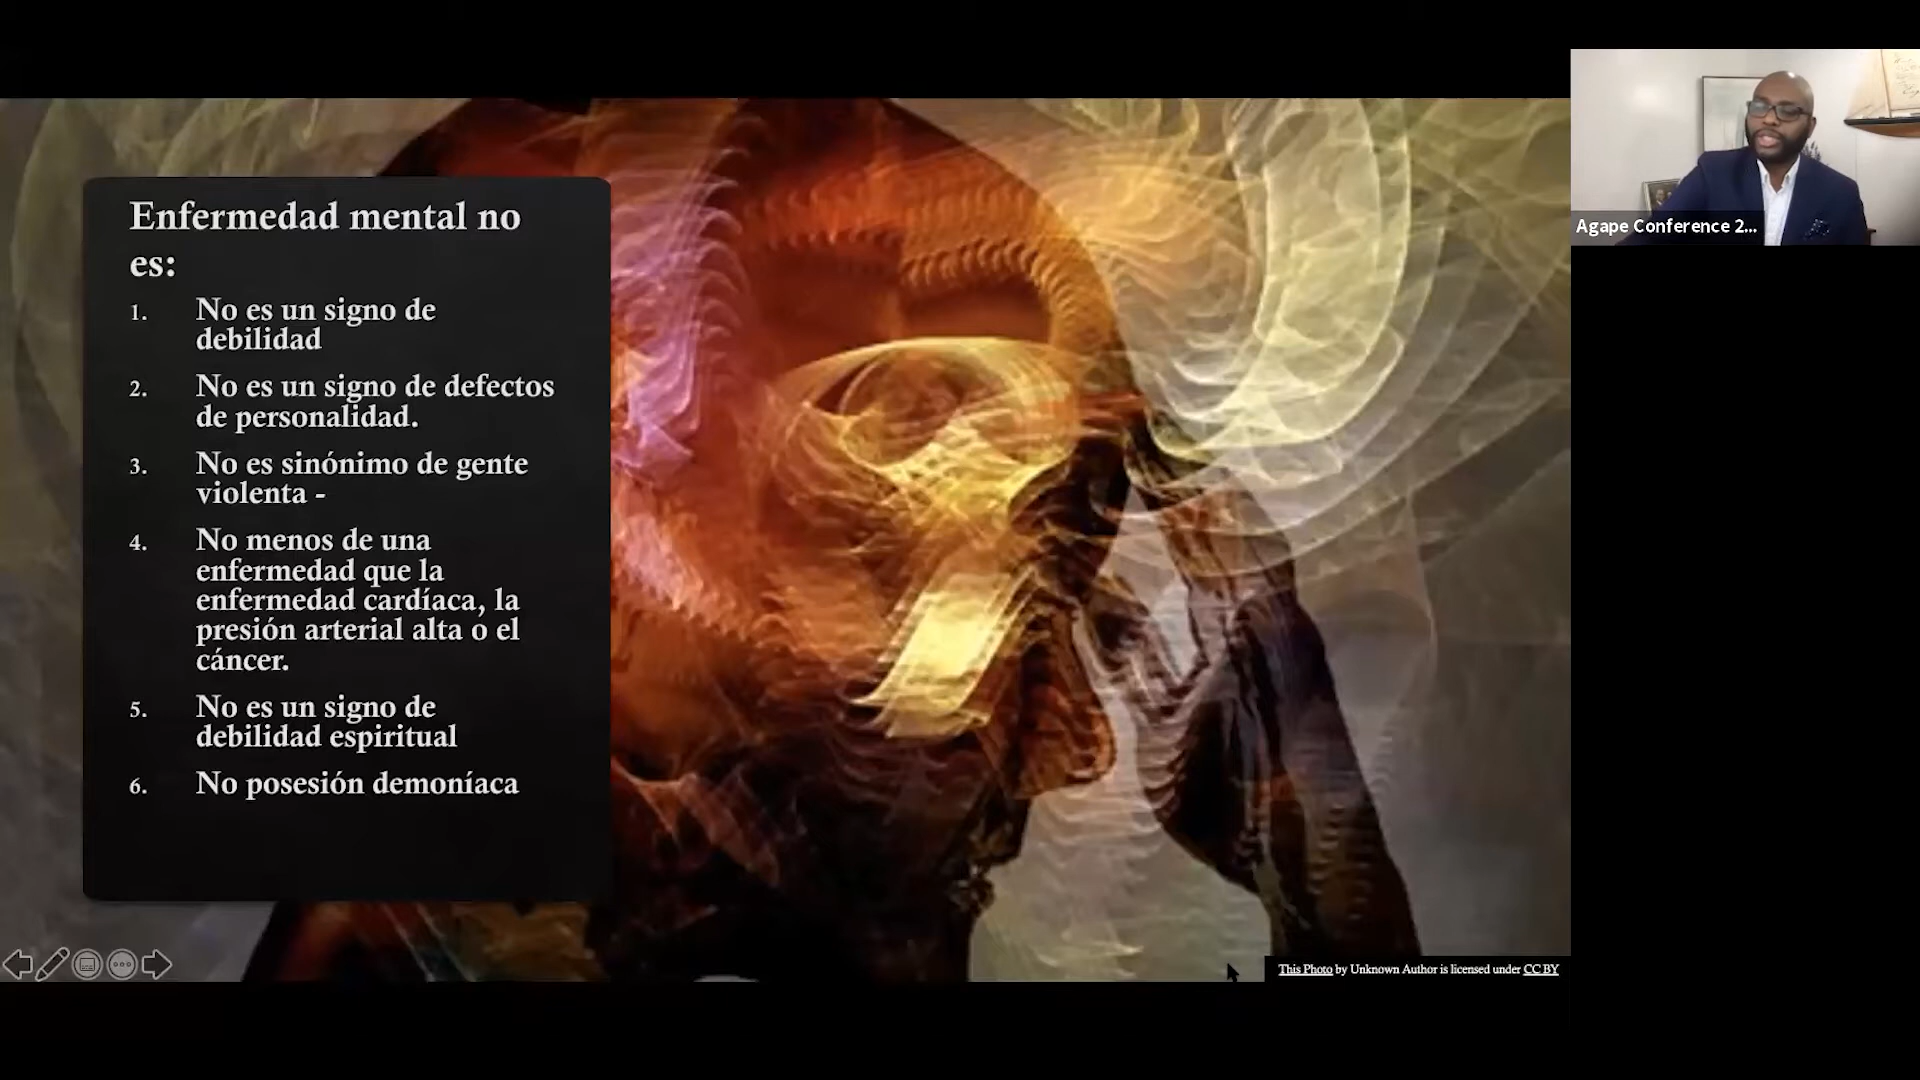 Enfermedad mental no
es:
1. No es un signo de
debilidad
2. No es un signo de defectos
de personalidad.
3. No es sinónimo de gente
violenta -
4. No menos de una
enfermedad que la
enfermedad cardíaca, la
presión arterial alta o el
cáncer.
5. No es un signo de
debilidad espiritual
6. No posesión demoníaca
Agape Conference 2...
This Photo by Unknown Author is licensed under CC BY